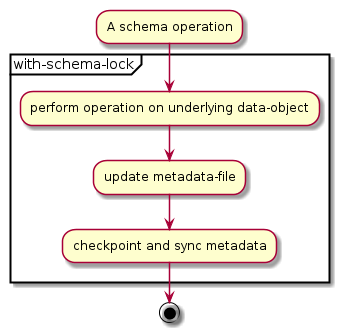 A schema operation
with-schema-lock
perform operation on underlying data-object
update metadata-file
checkpoint and sync metadata